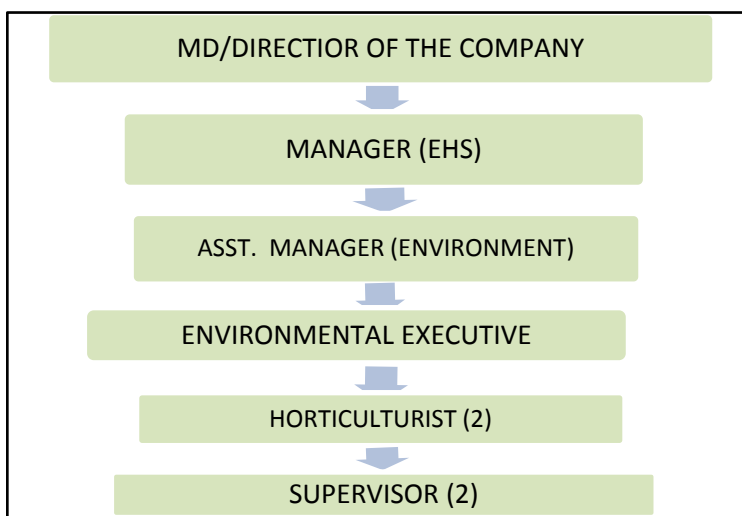 MD/DIRECTIOR OF THE COMPANY
MANAGER (EHS)
ASST. MANAGER (ENVIRONMENT)
ENVIRONMENTAL EXECUTIVE
HORTICULTURIST (2)
SUPERVISOR (2)